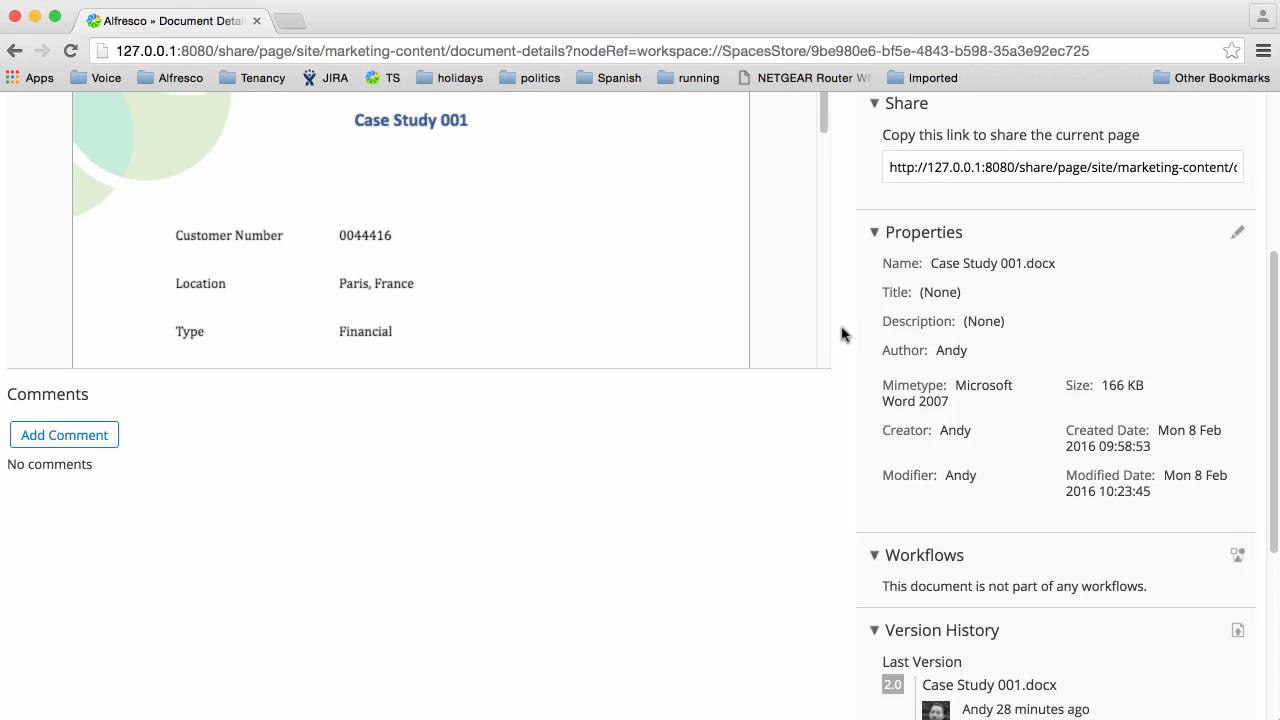 Alfresco » Document Detai
127.0.0.1:8080/share/page/site/marketing-content/document-details?nodeRef=workspace://SpacesStore/9be980e6-bf5e-4843-b598-35a3e92ec725
Apps Voice Alfresco Tenancy JIRA TS holidays politics Spanish running NETGEAR Router W Imported Other Bookmarks
Case Study 001
Customer Number 0044416
Location Paris, France
Type Financial
Comments
Add Comment
No comments
Share
Copy this link to share the current page
http://127.0.0.1:8080/share/page/site/marketing-content/
Properties
Name: Case Study 001.docx
Title: (None)
Description: (None)
Author: Andy
Mimetype: Microsoft
Word 2007
Size: 166 KB
Creator: Andy
Created Date: Mon 8 Feb
2016 09:58:53
Modifier: Andy
Modified Date: Mon 8 Feb
2016 10:23:45
Workflows
This document is not part of any workflows.
Version History
Last Version
2.0 Case Study 001.docx
Andy 28 minutes ago